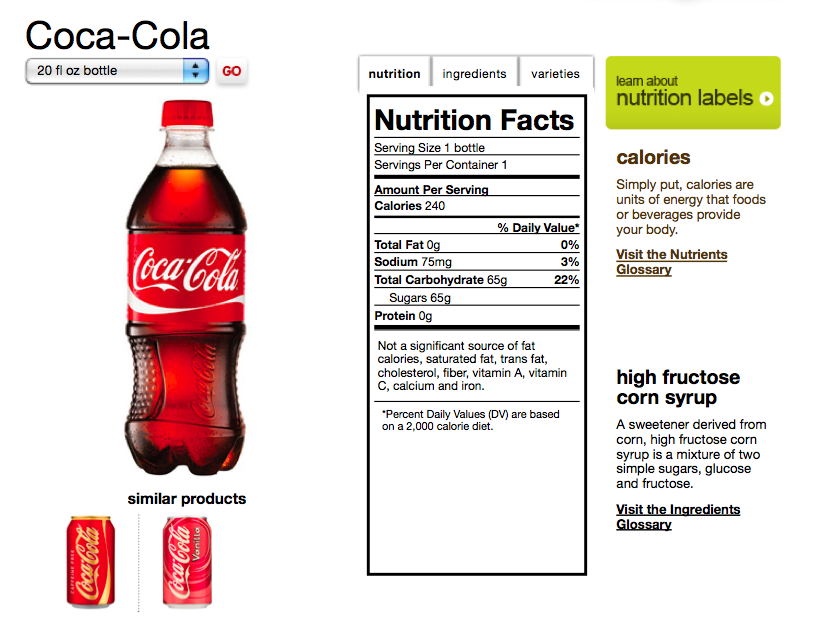 Coca-Cola
20 fl oz bottle
GO
nutrition
ingredients
varieties
learn about
nutrition labels
Coca-Cola
Nutrition Facts
Serving Size 1 bottle
Servings Per Container 1
Amount Per Serving
Calories 240
% Daily Value*
Total Fat 0g 0%
Sodium 75mg 3%
Total Carbohydrate 65g 22%
Sugars 65g
Protein 0g
Not a significant source of fat
calories, saturated fat, trans fat,
cholesterol, fiber, vitamin A, vitamin
C, calcium and iron.
*Percent Daily Values (DV) are based
on a 2,000 calorie diet.
calories
Simply put, calories are
units of energy that foods
or beverages provide
your body.
Visit the Nutrients
Glossary
high fructose
corn syrup
A sweetener derived from
corn, high fructose corn
syrup is a mixture of two
simple sugars, glucose
and fructose.
Visit the Ingredients
Glossary
similar products
CAFFEINE FREE
Coca-Cola
Coca-Cola
Vanilla